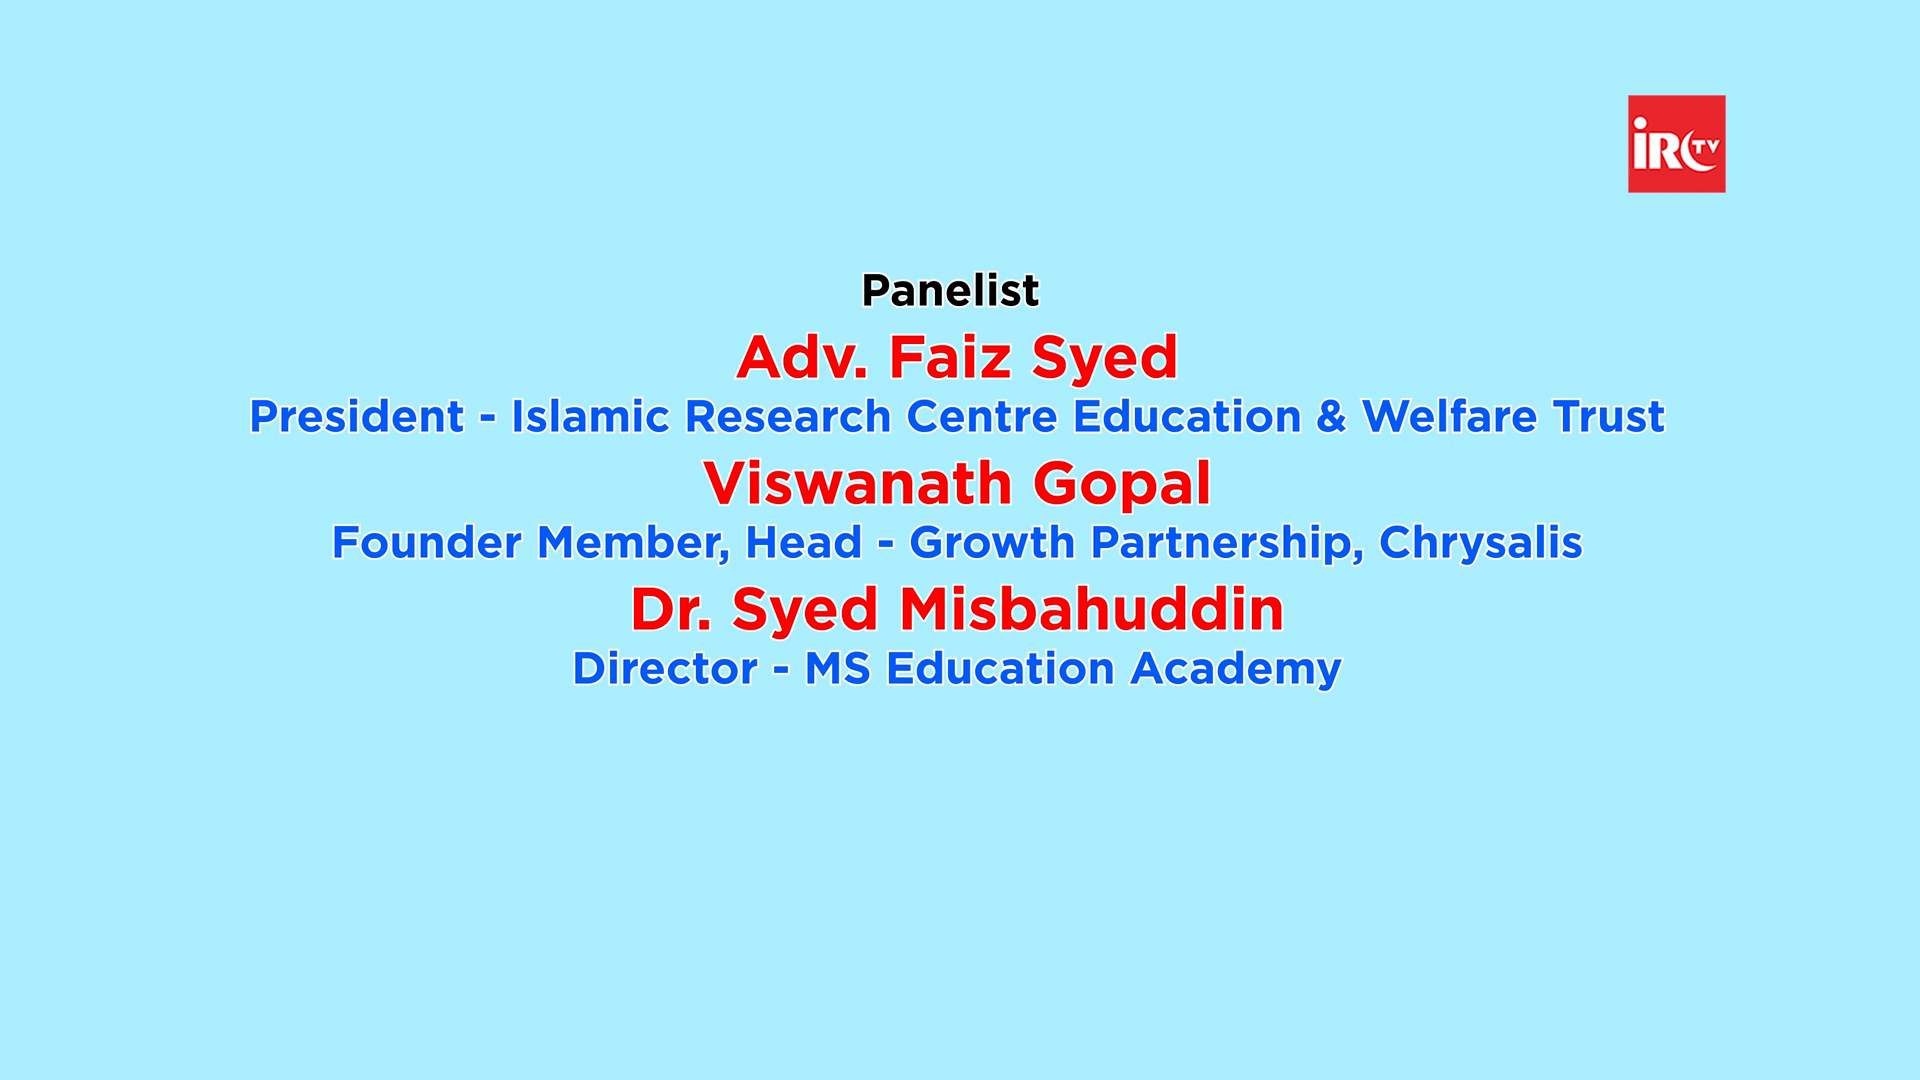 iRC TV
Panelist
Adv. Faiz Syed
President - Islamic Research Centre Education & Welfare Trust
Viswanath Gopal
Founder Member, Head - Growth Partnership, Chrysalis
Dr. Syed Misbahuddin
Director - MS Education Academy